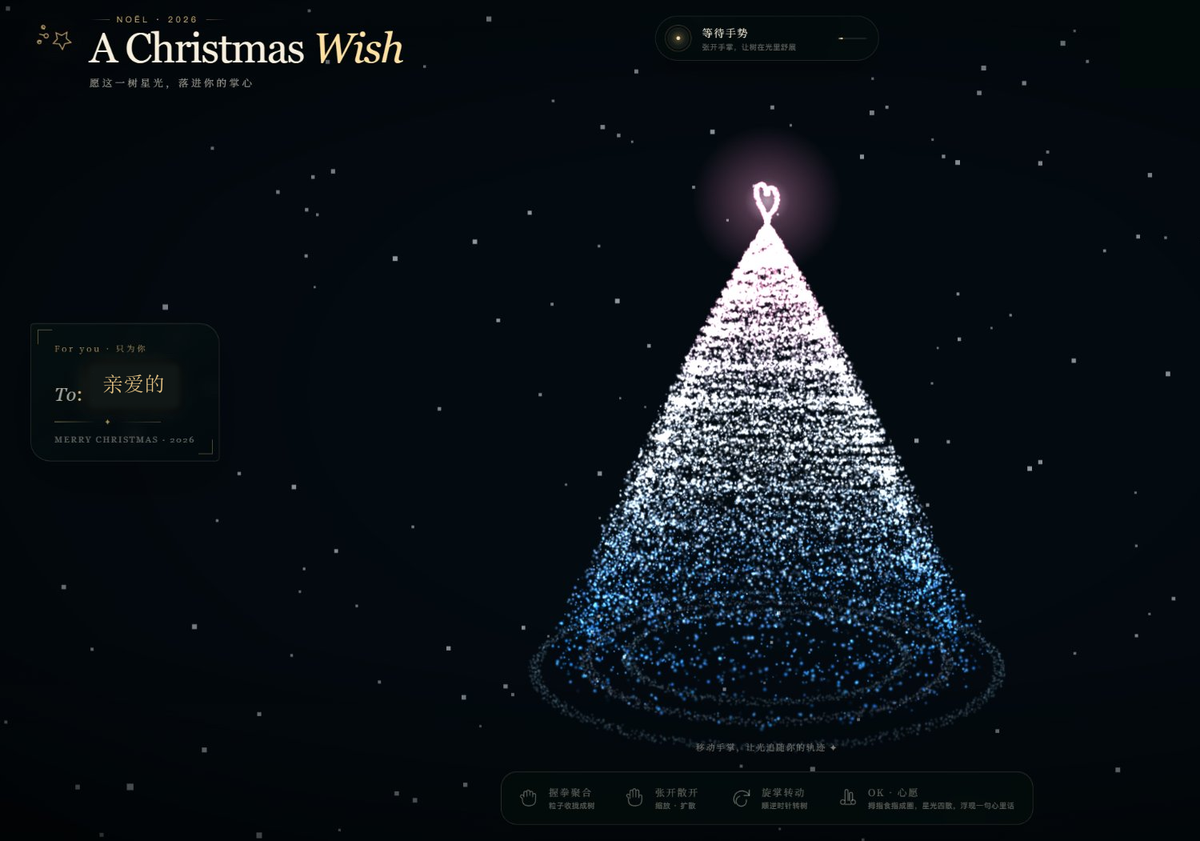 NOËL · 2026
A Christmas Wish
愿这一树星光，落进你的掌心
等待手势
张开手掌，让树在光里舒展
For you · 只为你
To: 亲爱的
MERRY CHRISTMAS · 2026
移动手掌，让光追随你的轨迹 ✦
握拳聚合
粒子收拢成树
张开散开
缩放 · 扩散
旋掌转动
顺逆时针转树
OK · 心愿
拇指食指成圈，星光四散，浮现一句心里话